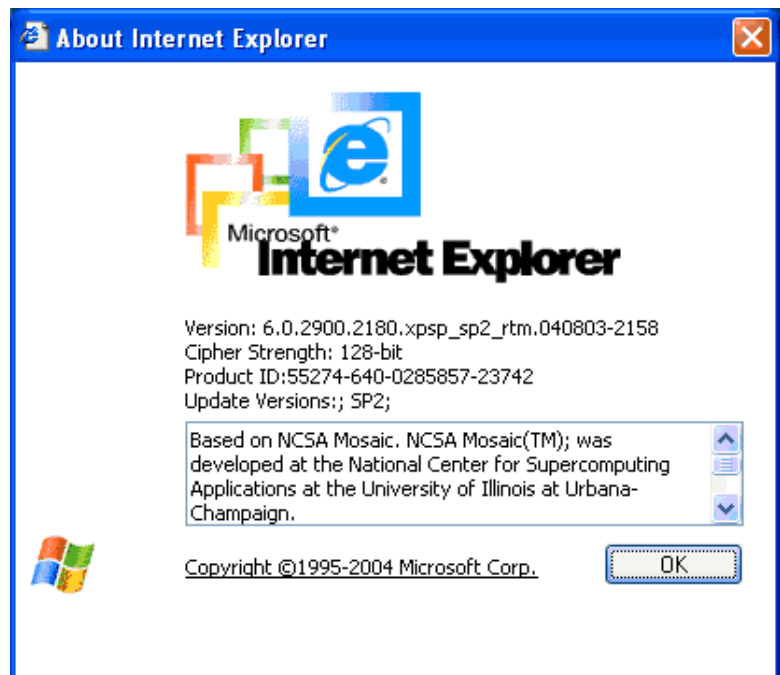 About Internet Explorer
Microsoft®
Internet Explorer
Version: 6.0.2900.2180.xpsp_sp2_rtm.040803-2158
Cipher Strength: 128-bit
Product ID:55274-640-0285857-23742
Update Versions:; SP2;
Based on NCSA Mosaic. NCSA Mosaic(TM); was
developed at the National Center for Supercomputing
Applications at the University of Illinois at Urbana-
Champaign.
Copyright ©1995-2004 Microsoft Corp.
OK